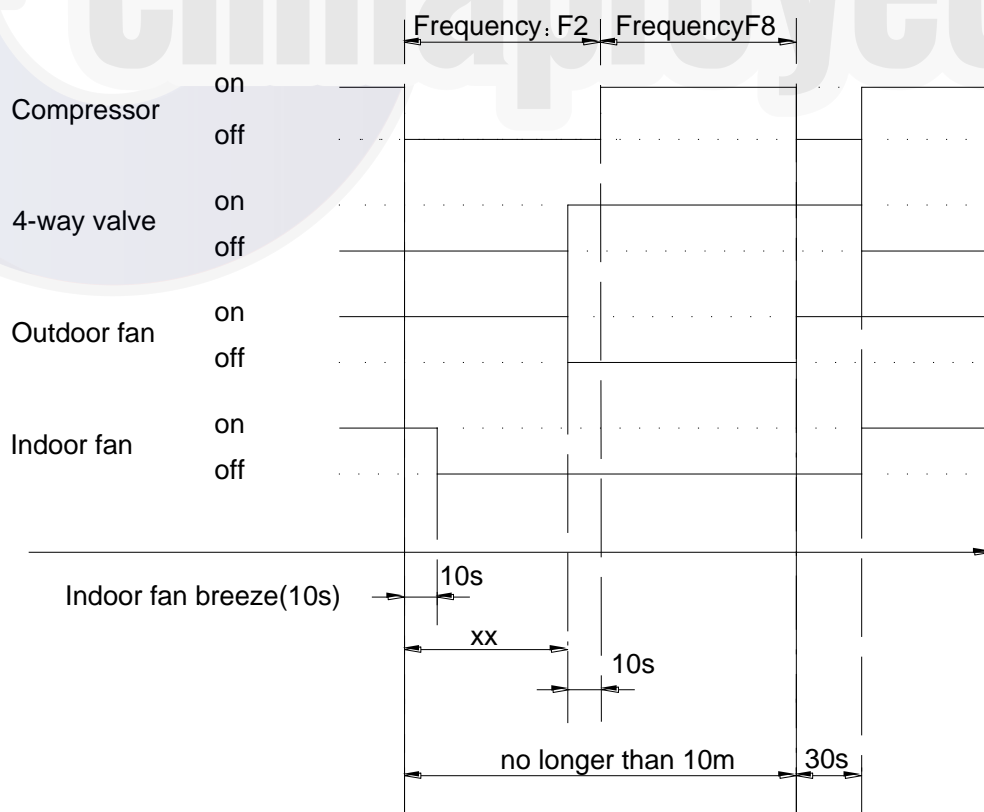 climaproyec
Frequency: F2 FrequencyF8
on
Compressor
off
on
4-way valve
off
on
Outdoor fan
off
on
Indoor fan
off
10s
Indoor fan breeze(10s)
xx
10s
no longer than 10m 30s